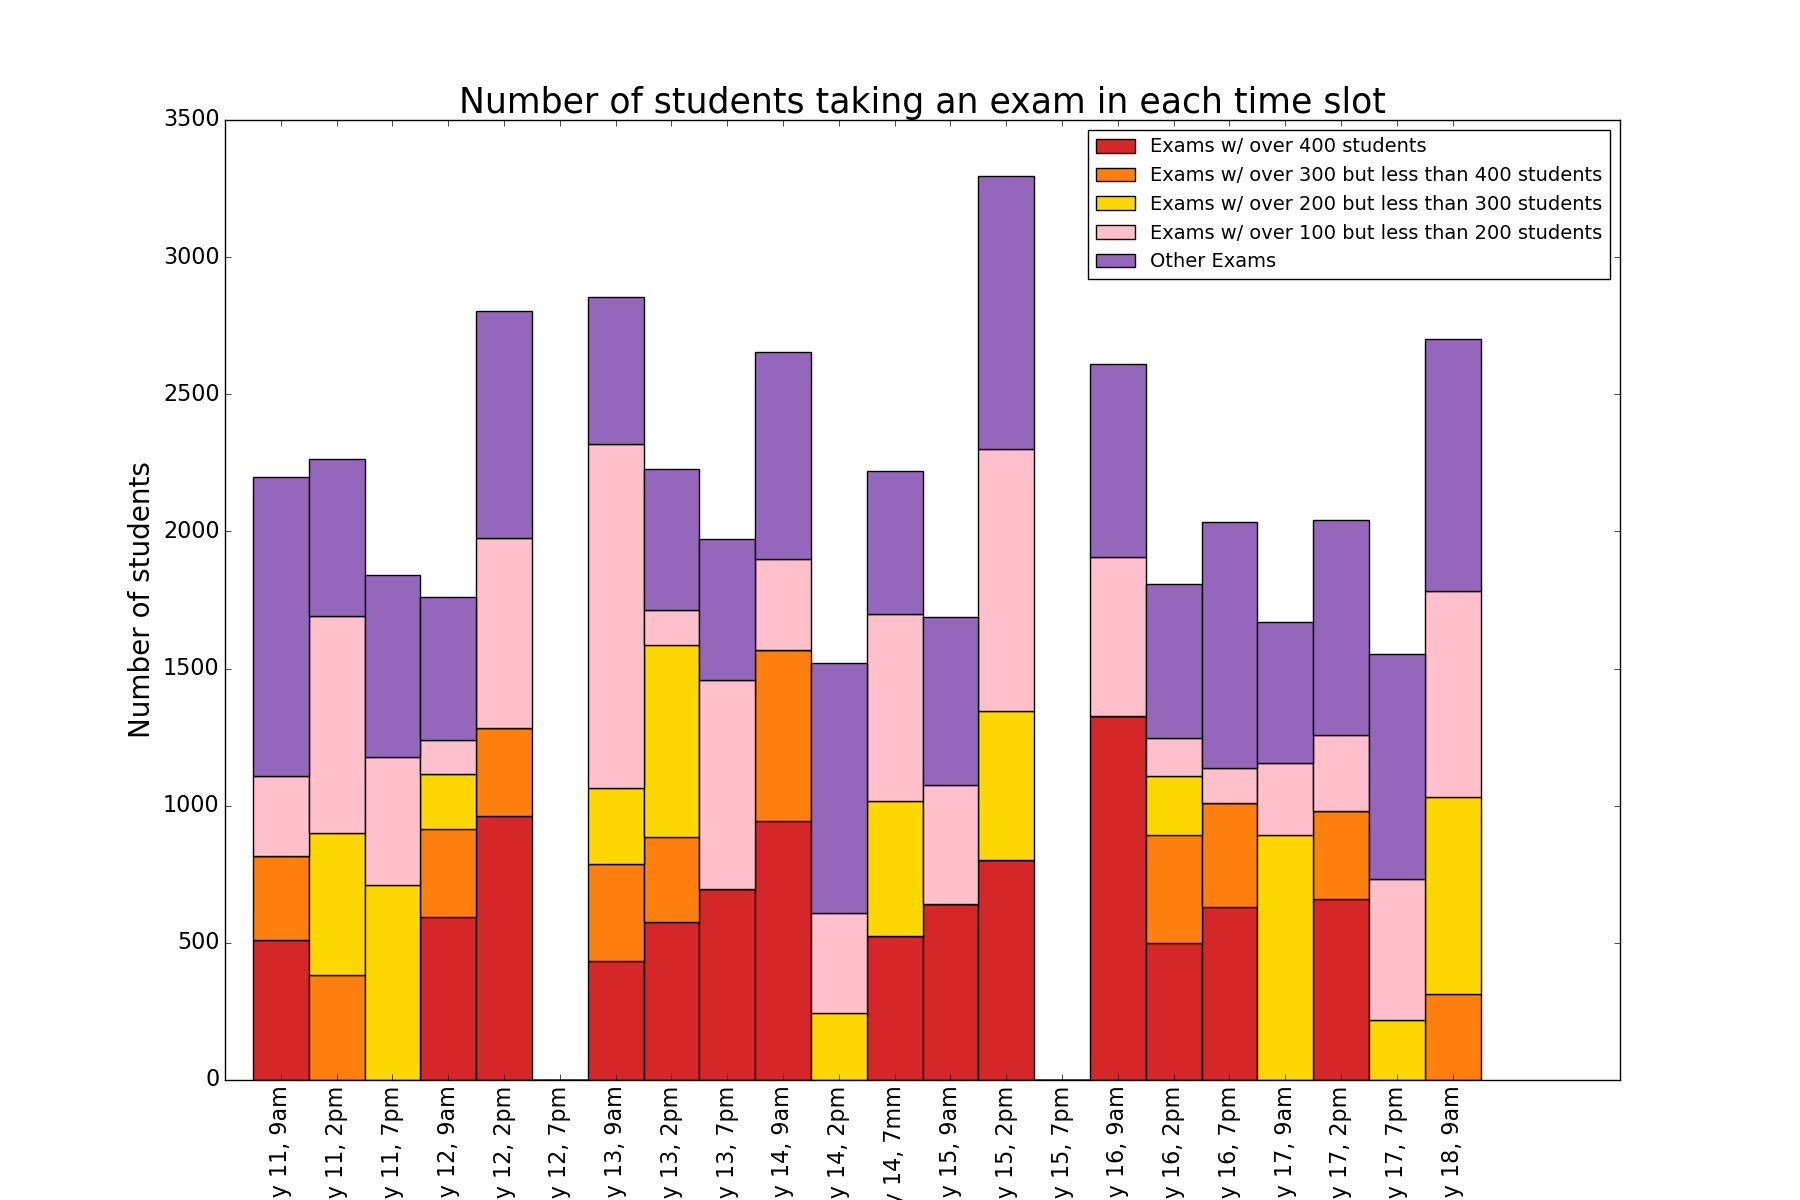 Number of students taking an exam in each time slot
Exams w/ over 400 students
Exams w/ over 300 but less than 400 students
Exams w/ over 200 but less than 300 students
Exams w/ over 100 but less than 200 students
Other Exams
Number of students
3500
3000
2500
2000
1500
1000
500
0
y 11, 9am
y 11, 2pm
y 11, 7pm
y 12, 9am
y 12, 2pm
y 12, 7pm
y 13, 9am
y 13, 2pm
y 13, 7pm
y 14, 9am
y 14, 2pm
y 14, 7mm
y 15, 9am
y 15, 2pm
y 15, 7pm
y 16, 9am
y 16, 2pm
y 16, 7pm
y 17, 9am
y 17, 2pm
y 17, 7pm
y 18, 9am